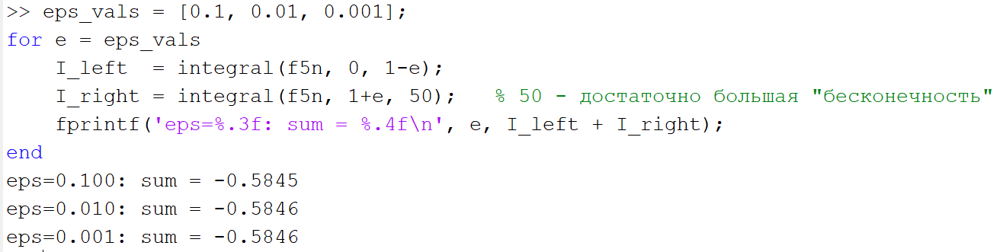 >> eps_vals = [0.1, 0.01, 0.001];
for e = eps_vals
    I_left  = integral(f5n, 0, 1-e);
    I_right = integral(f5n, 1+e, 50);   % 50 - достаточно большая "бесконечность"
    fprintf('eps=%.3f: sum = %.4f\n', e, I_left + I_right);
end
eps=0.100: sum = -0.5845
eps=0.010: sum = -0.5846
eps=0.001: sum = -0.5846